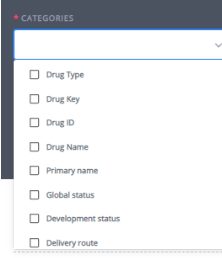 * CATEGORIES
Drug Type
Drug Key
Drug ID
Drug Name
Primary name
Global status
Development status
Delivery route